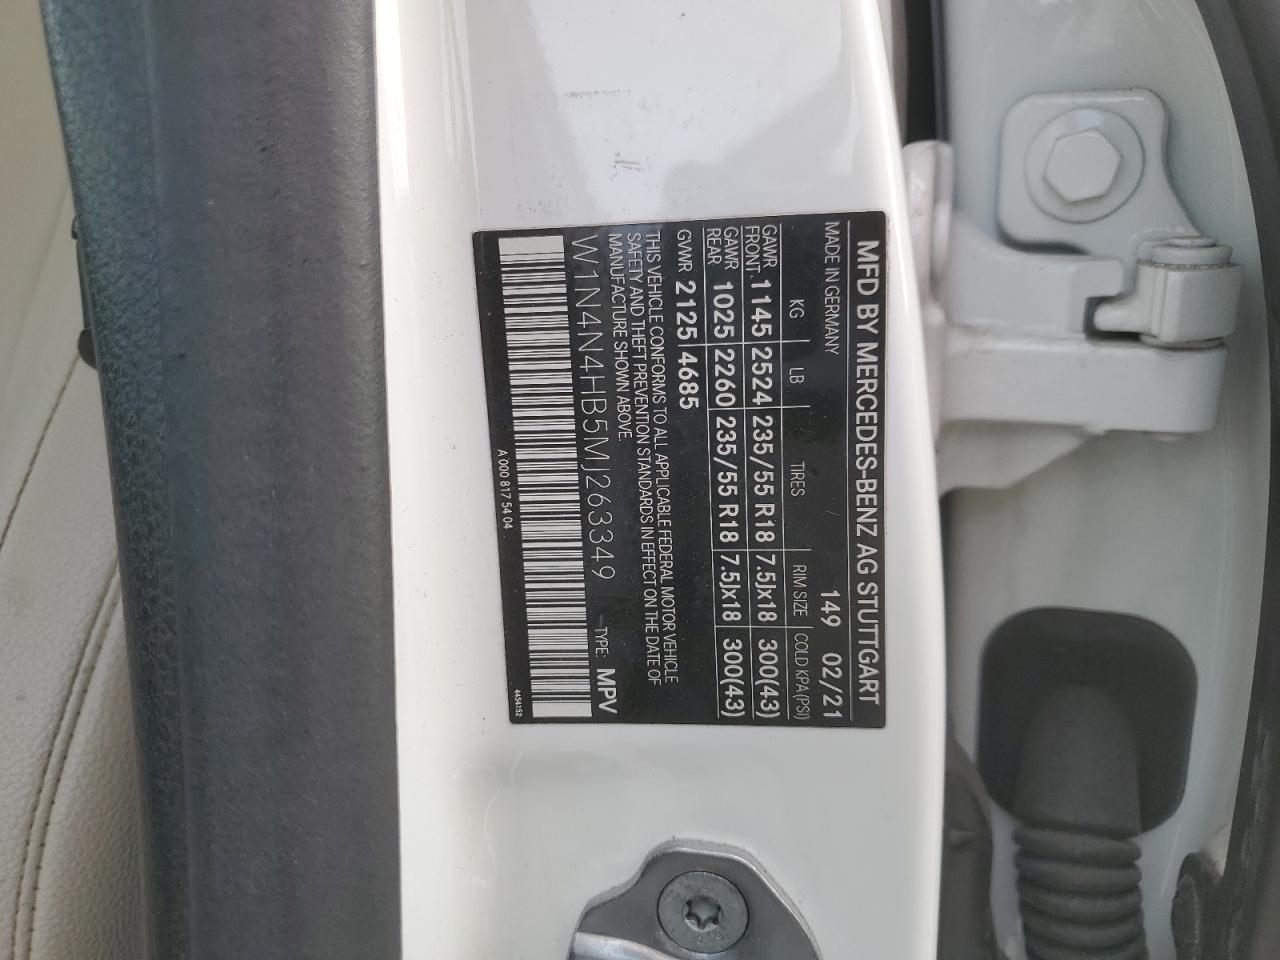 MFD BY MERCEDES-BENZ AG STUTTGART
MADE IN GERMANY 149 02/21
KG LB TIRES RIM SIZE COLD KPA(PSI)
GAWR FRONT. 1145 2524 235/55 R18 7.5Jx18 300(43)
GAWR REAR 1025 2260 235/55 R18 7.5Jx18 300(43)
GVWR 2125 4685
THIS VEHICLE CONFORMS TO ALL APPLICABLE FEDERAL MOTOR VEHICLE
SAFETY AND THEFT PREVENTION STANDARDS IN EFFECT ON THE DATE OF
MANUFACTURE SHOWN ABOVE.
W1N4N4HB5MJ263349 TYPE: MPV
A 000 817 54 04 4454152